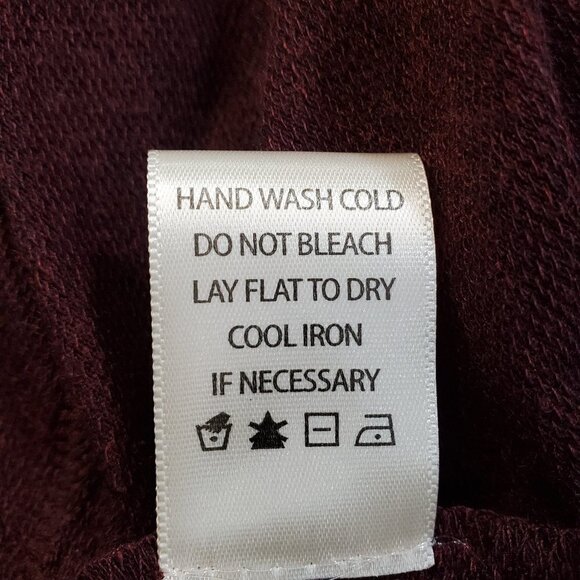 HAND WASH COLD
DO NOT BLEACH
LAY FLAT TO DRY
COOL IRON
IF NECESSARY